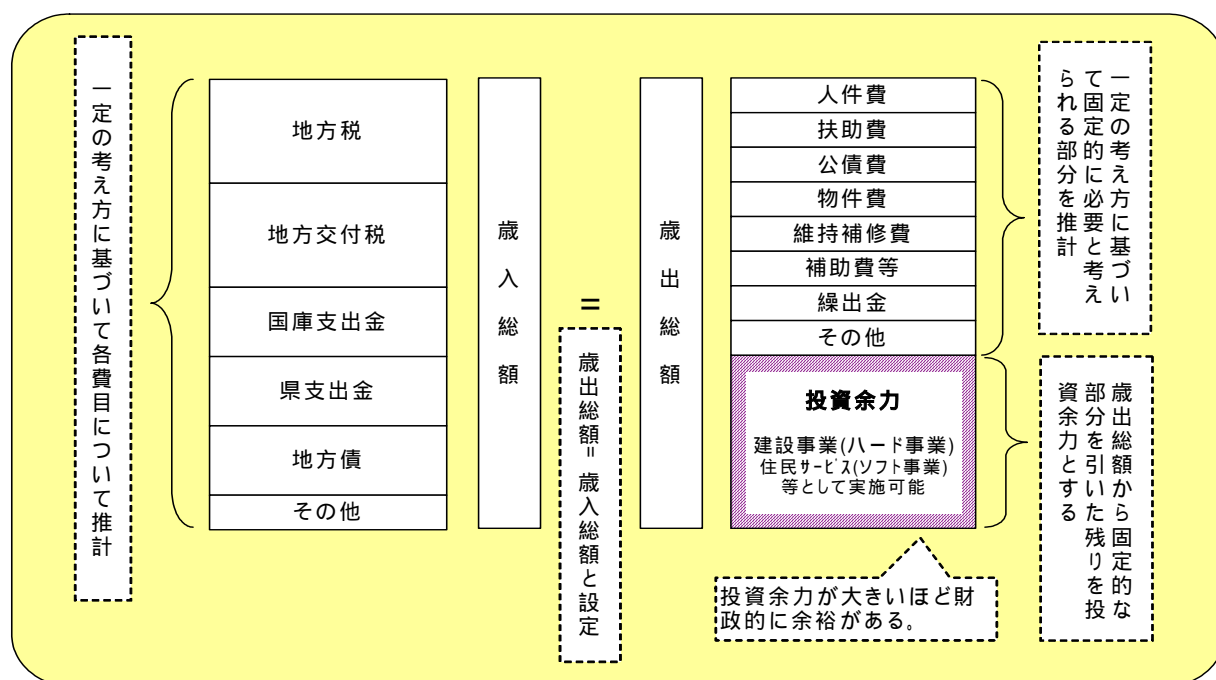 一定の考え方に基づいて各費目について推計
地方税
地方交付税
国庫支出金
県支出金
地方債
その他
歳入総額
=
歳出総額=歳入総額と設定
歳出総額
人件費
扶助費
公債費
物件費
維持補修費
補助費等
繰出金
その他
投資余力
建設事業(ハード事業)
住民サービス(ソフト事業)
等として実施可能
一定の考え方に基づい
て固定的に必要と考え
られる部分を推計
歳出総額から固定的な
部分を引いた残りを投
資余力とする
投資余力が大きいほど財
政的に余裕がある。